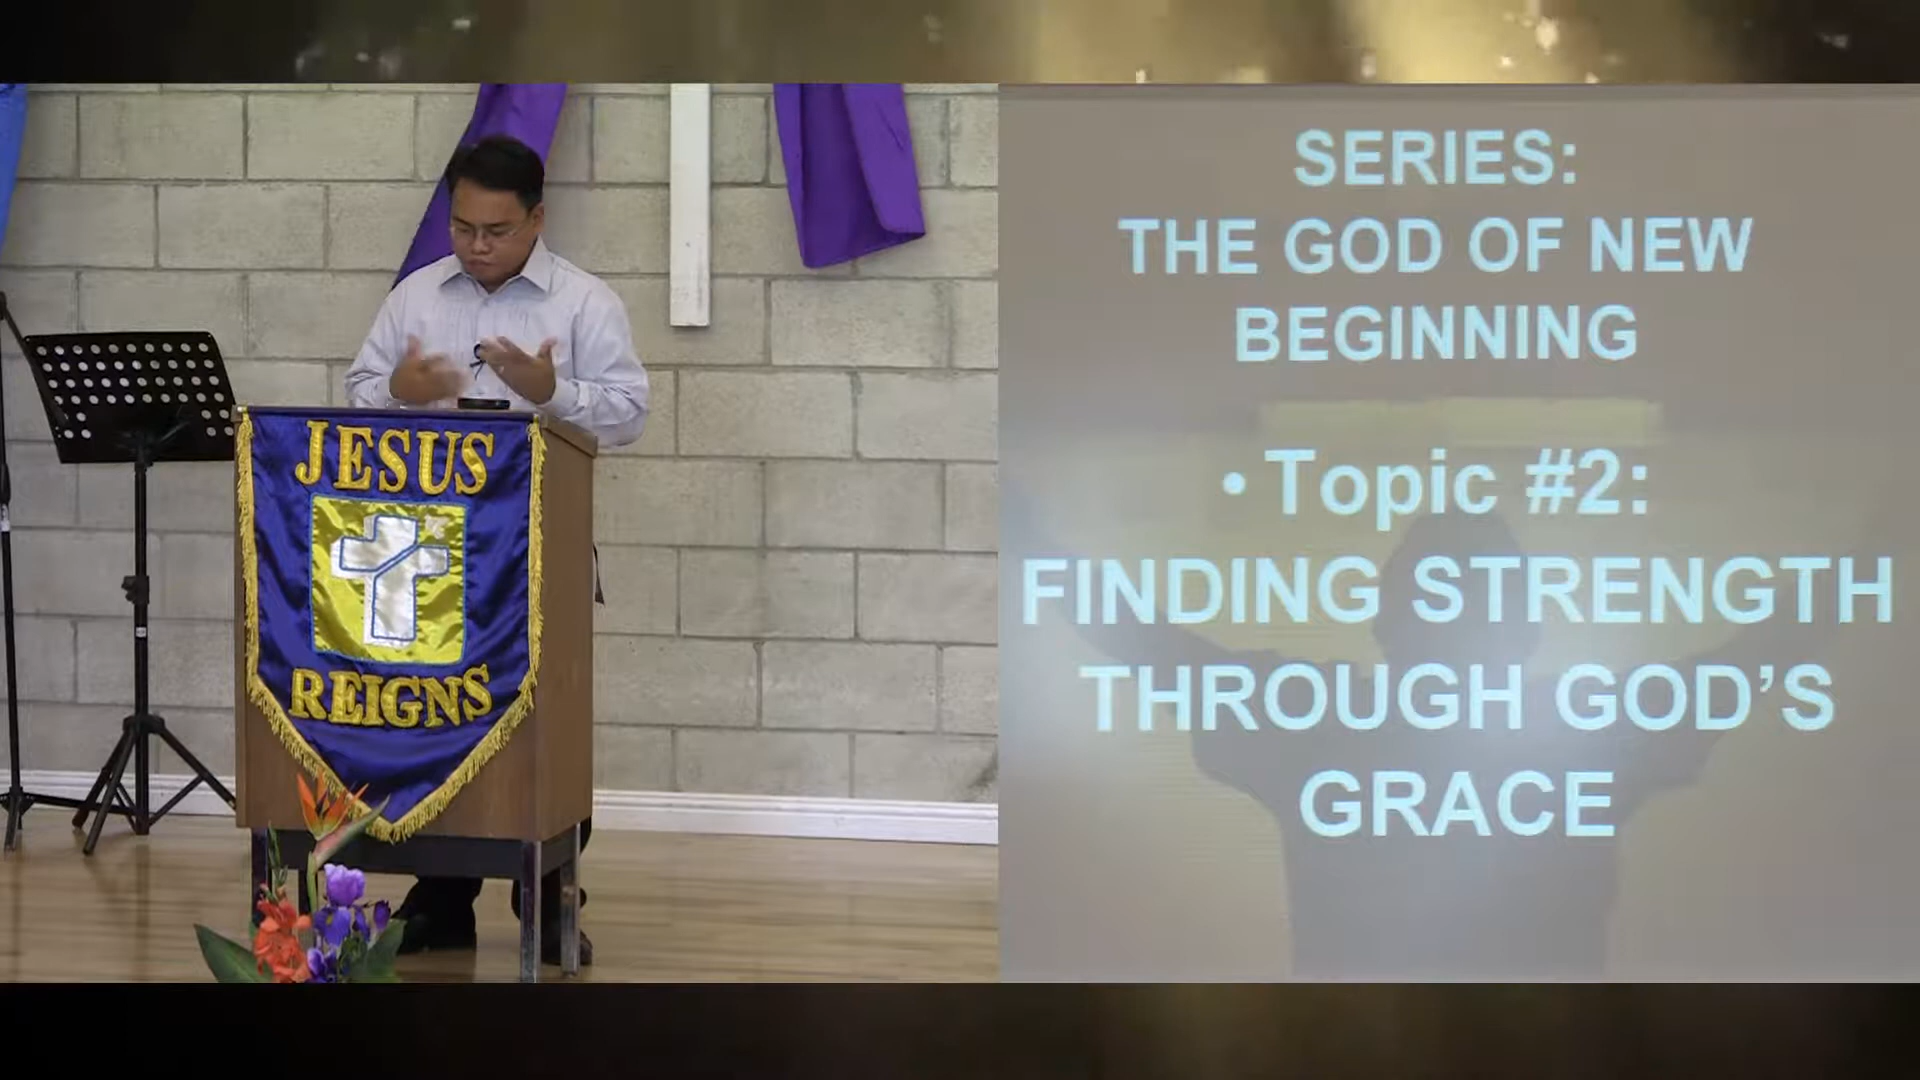 JESUS
REIGNS
SERIES:
THE GOD OF NEW
BEGINNING
• Topic #2:
FINDING STRENGTH
THROUGH GOD'S
GRACE